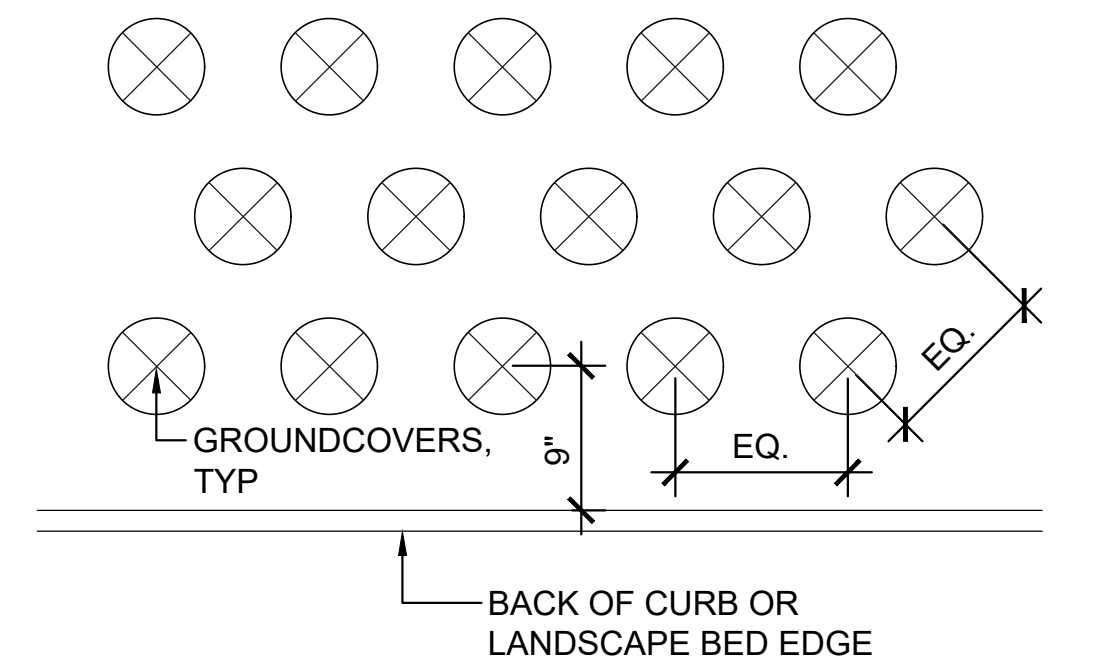 EQ.
GROUNDCOVERS,
TYP
9"
EQ.
BACK OF CURB OR
LANDSCAPE BED EDGE